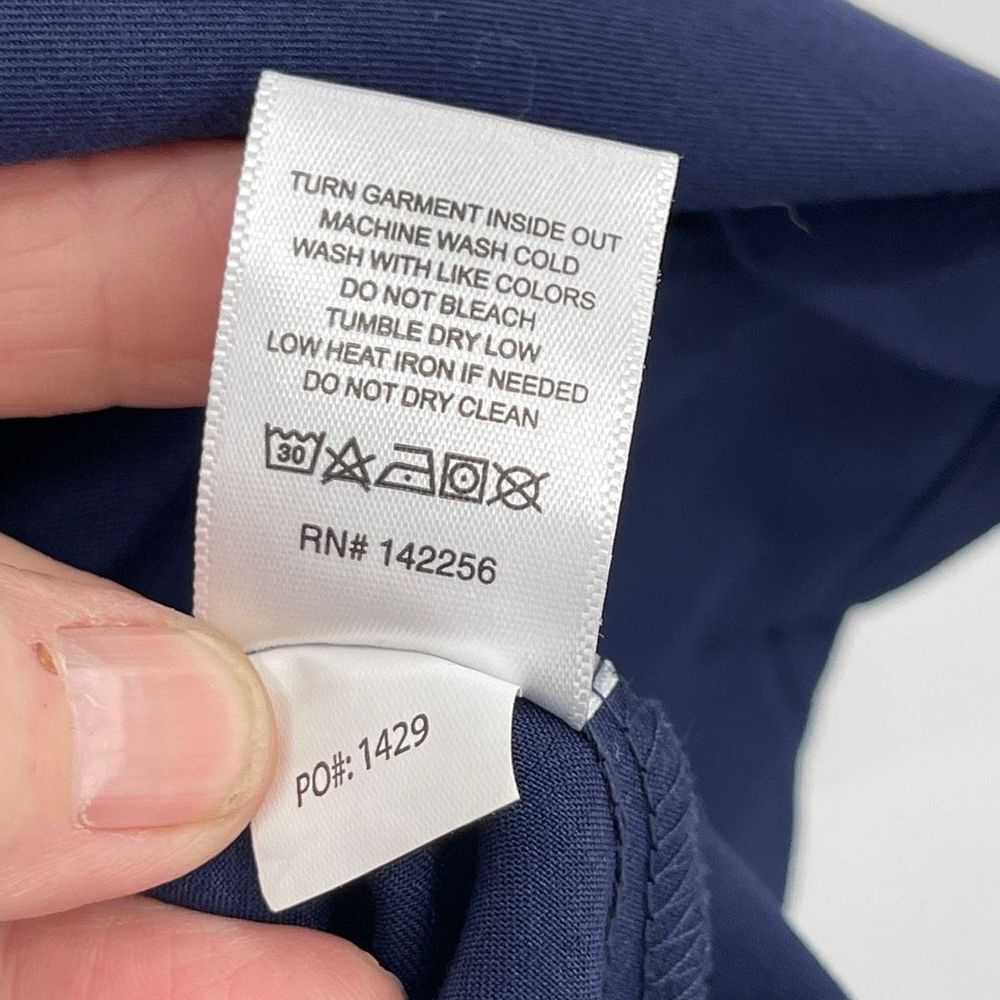 TURN GARMENT INSIDE OUT
MACHINE WASH COLD
WASH WITH LIKE COLORS
DO NOT BLEACH
TUMBLE DRY LOW
LOW HEAT IRON IF NEEDED
DO NOT DRY CLEAN
30
RN# 142256
PO#: 1429